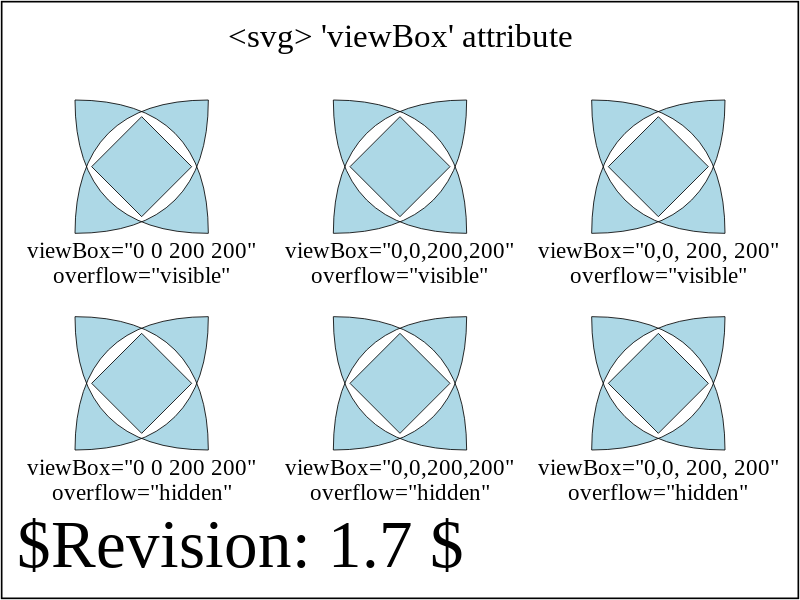 <svg> 'viewBox' attribute
viewBox="0 0 200 200"
overflow="visible"
viewBox="0,0,200,200"
overflow="visible"
viewBox="0,0, 200, 200"
overflow="visible"
viewBox="0 0 200 200"
overflow="hidden"
viewBox="0,0,200,200"
overflow="hidden"
viewBox="0,0, 200, 200"
overflow="hidden"
$Revision: 1.7 $